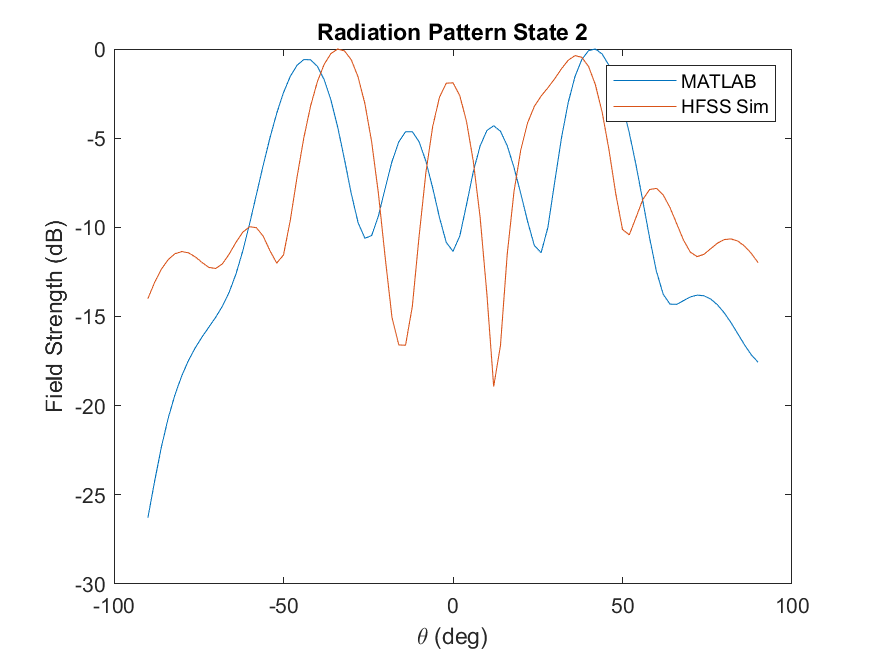 Radiation Pattern State 2
MATLAB
HFSS Sim
0
-5
-10
-15
-20
-25
-30
Field Strength (dB)
-100
-50
0
50
100
θ (deg)